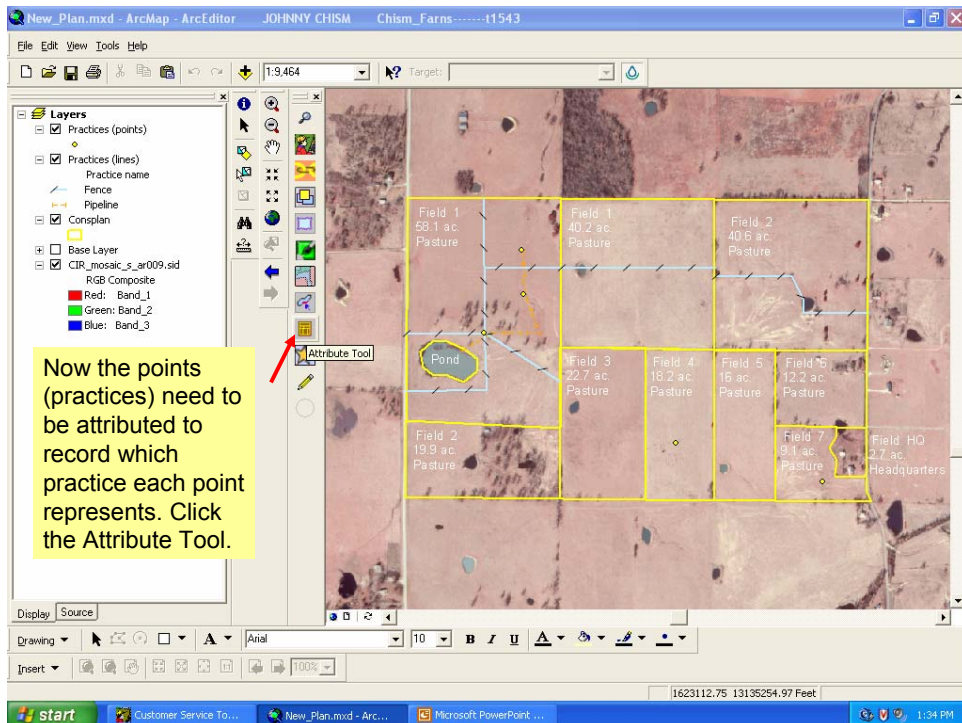 New_Plan.mxd - ArcMap - ArcEditor JOHNNY CHISM Chism_Farns-------t1543
File Edit View Tools Help
1:9,464
Target:
Layers
Practices (points)
Practices (lines)
Practice name
Fence
Pipeline
Consplan
Base Layer
CIR_mosaic_s_ar009.sid
RGB Composite
Red: Band_1
Green: Band_2
Blue: Band_3
Now the points
(practices) need to
be attributed to
record which
practice each point
represents. Click
the Attribute Tool.
Attribute Tool
Field 1
58.1 ac.
Pasture
Field 1
40.2 ac.
Pasture
Field 2
40.6 ac.
Pasture
Pond
Field 3
22.7 ac.
Pasture
Field 4
18.2 ac.
Pasture
Field 5
16 ac.
Pasture
Field 6
12.2 ac.
Pasture
Field 2
19.9 ac.
Pasture
Field 7
9.1 ac.
Pasture
Field HQ
2.7 ac.
Headquarters
Display Source
Drawing A Arial 10 B I U A
Insert 100%
1623112.75 13135254.97 Feet
start Customer Service To... New_Plan.mxd - Arc... Microsoft PowerPoint ... 1:34 PM